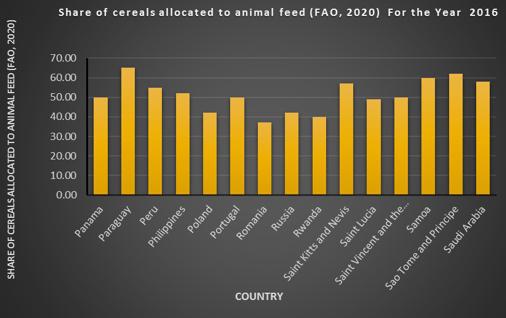 Share of cereals allocated to animal feed (FAO, 2020) For the Year 2016
SHARE OF CEREALS ALLOCATED TO ANIMAL FEED (FAO, 2020)
70.00
60.00
50.00
40.00
30.00
20.00
10.00
0.00
Panama
Paraguay
Peru
Philippines
Poland
Portugal
Romania
Russia
Rwanda
Saint Kitts and Nevis
Saint Lucia
Saint Vincent and the...
Samoa
Sao Tome and Principe
Saudi Arabia
COUNTRY